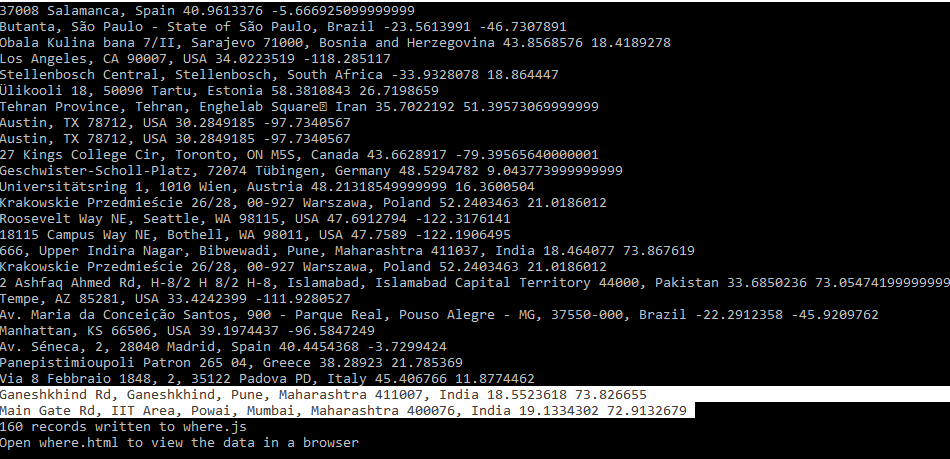 37008 Salamanca, Spain 40.9613376 -5.666925099999999
Butanta, São Paulo - State of São Paulo, Brazil -23.5613991 -46.7307891
Obala Kulina bana 7/II, Sarajevo 71000, Bosnia and Herzegovina 43.8568576 18.4189278
Los Angeles, CA 90007, USA 34.0223519 -118.285117
Stellenbosch Central, Stellenbosch, South Africa -33.9328078 18.864447
Ülikooli 18, 50090 Tartu, Estonia 58.3810843 26.7198659
Tehran Province, Tehran, Enghelab Square Iran 35.7022192 51.39573069999999
Austin, TX 78712, USA 30.2849185 -97.7340567
Austin, TX 78712, USA 30.2849185 -97.7340567
27 Kings College Cir, Toronto, ON M5S, Canada 43.6628917 -79.39565640000001
Geschwister-Scholl-Platz, 72074 Tübingen, Germany 48.5294782 9.043773999999999
Universitätsring 1, 1010 Wien, Austria 48.21318549999999 16.3600504
Krakowskie Przedmieście 26/28, 00-927 Warszawa, Poland 52.2403463 21.0186012
Roosevelt Way NE, Seattle, WA 98115, USA 47.6912794 -122.3176141
18115 Campus Way NE, Bothell, WA 98011, USA 47.7589 -122.1906495
666, Upper Indira Nagar, Bibwewadi, Pune, Maharashtra 411037, India 18.464077 73.867619
Krakowskie Przedmieście 26/28, 00-927 Warszawa, Poland 52.2403463 21.0186012
2 Ashfaq Ahmed Rd, H-8/2 H 8/2 H-8, Islamabad, Islamabad Capital Territory 44000, Pakistan 33.6850236 73.05474199999999
Tempe, AZ 85281, USA 33.4242399 -111.9280527
Av. Maria da Conceição Santos, 900 - Parque Real, Pouso Alegre - MG, 37550-000, Brazil -22.2912358 -45.9209762
Manhattan, KS 66506, USA 39.1974437 -96.5847249
Av. Séneca, 2, 28040 Madrid, Spain 40.4454368 -3.7299424
Panepistimioupoli Patron 265 04, Greece 38.28923 21.785369
Via 8 Febbraio 1848, 2, 35122 Padova PD, Italy 45.406766 11.8774462
Ganeshkhind Rd, Ganeshkhind, Pune, Maharashtra 411007, India 18.5523618 73.826655
Main Gate Rd, IIT Area, Powai, Mumbai, Maharashtra 400076, India 19.1334302 72.9132679
160 records written to where.js
Open where.html to view the data in a browser